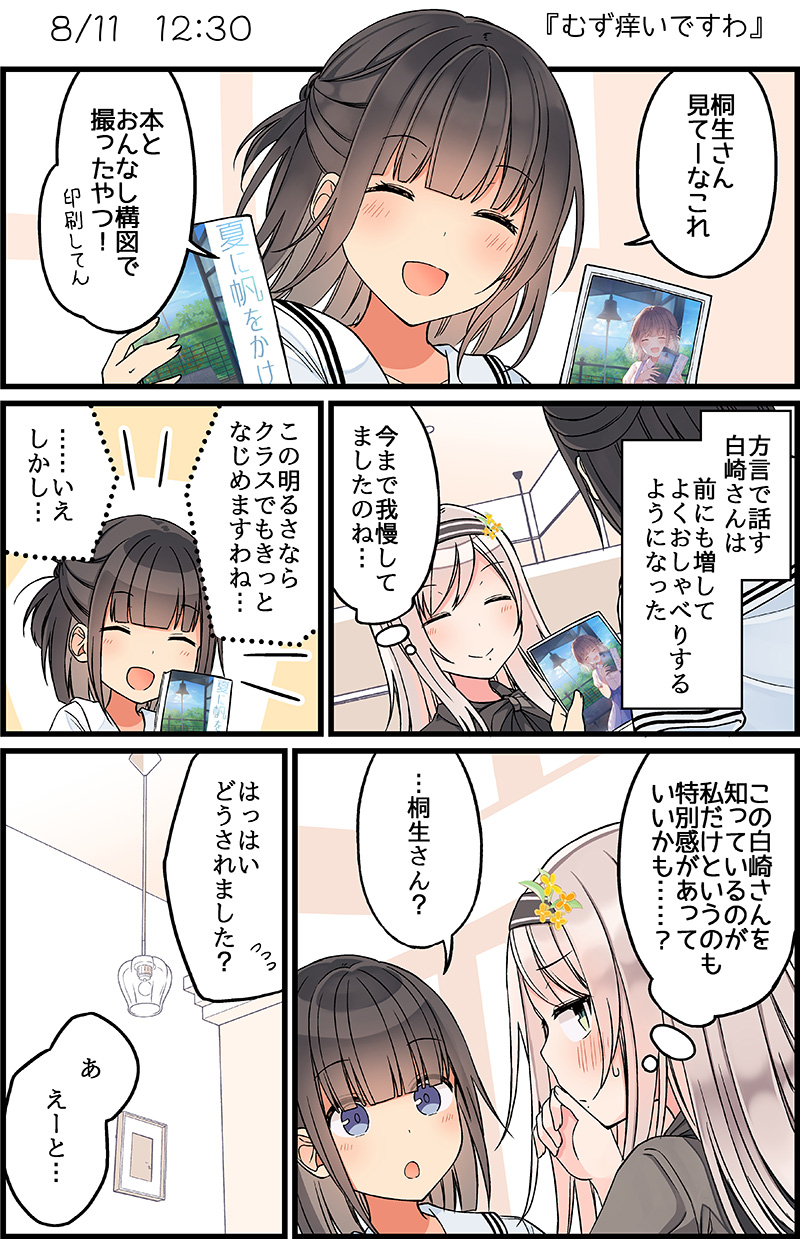 8/11 12:30
『むず痒いですわ』
桐生さん
見てーなこれ
本と
おんなし構図で
撮ったやつ！
印刷してん
夏に帆をかけ
方言で話す
白崎さんは
前にも増して
よくおしゃべりする
ようになった
今まで我慢して
ましたのね…
この明るさなら
クラスでもきっと
なじめますわね…
……いえ
しかし…
夏に帆を
この白崎さんを
知っているのが
私だけというのも
特別感があって
いいかも……？
…桐生さん？
はっはい
どうされました？
あ
えーと…